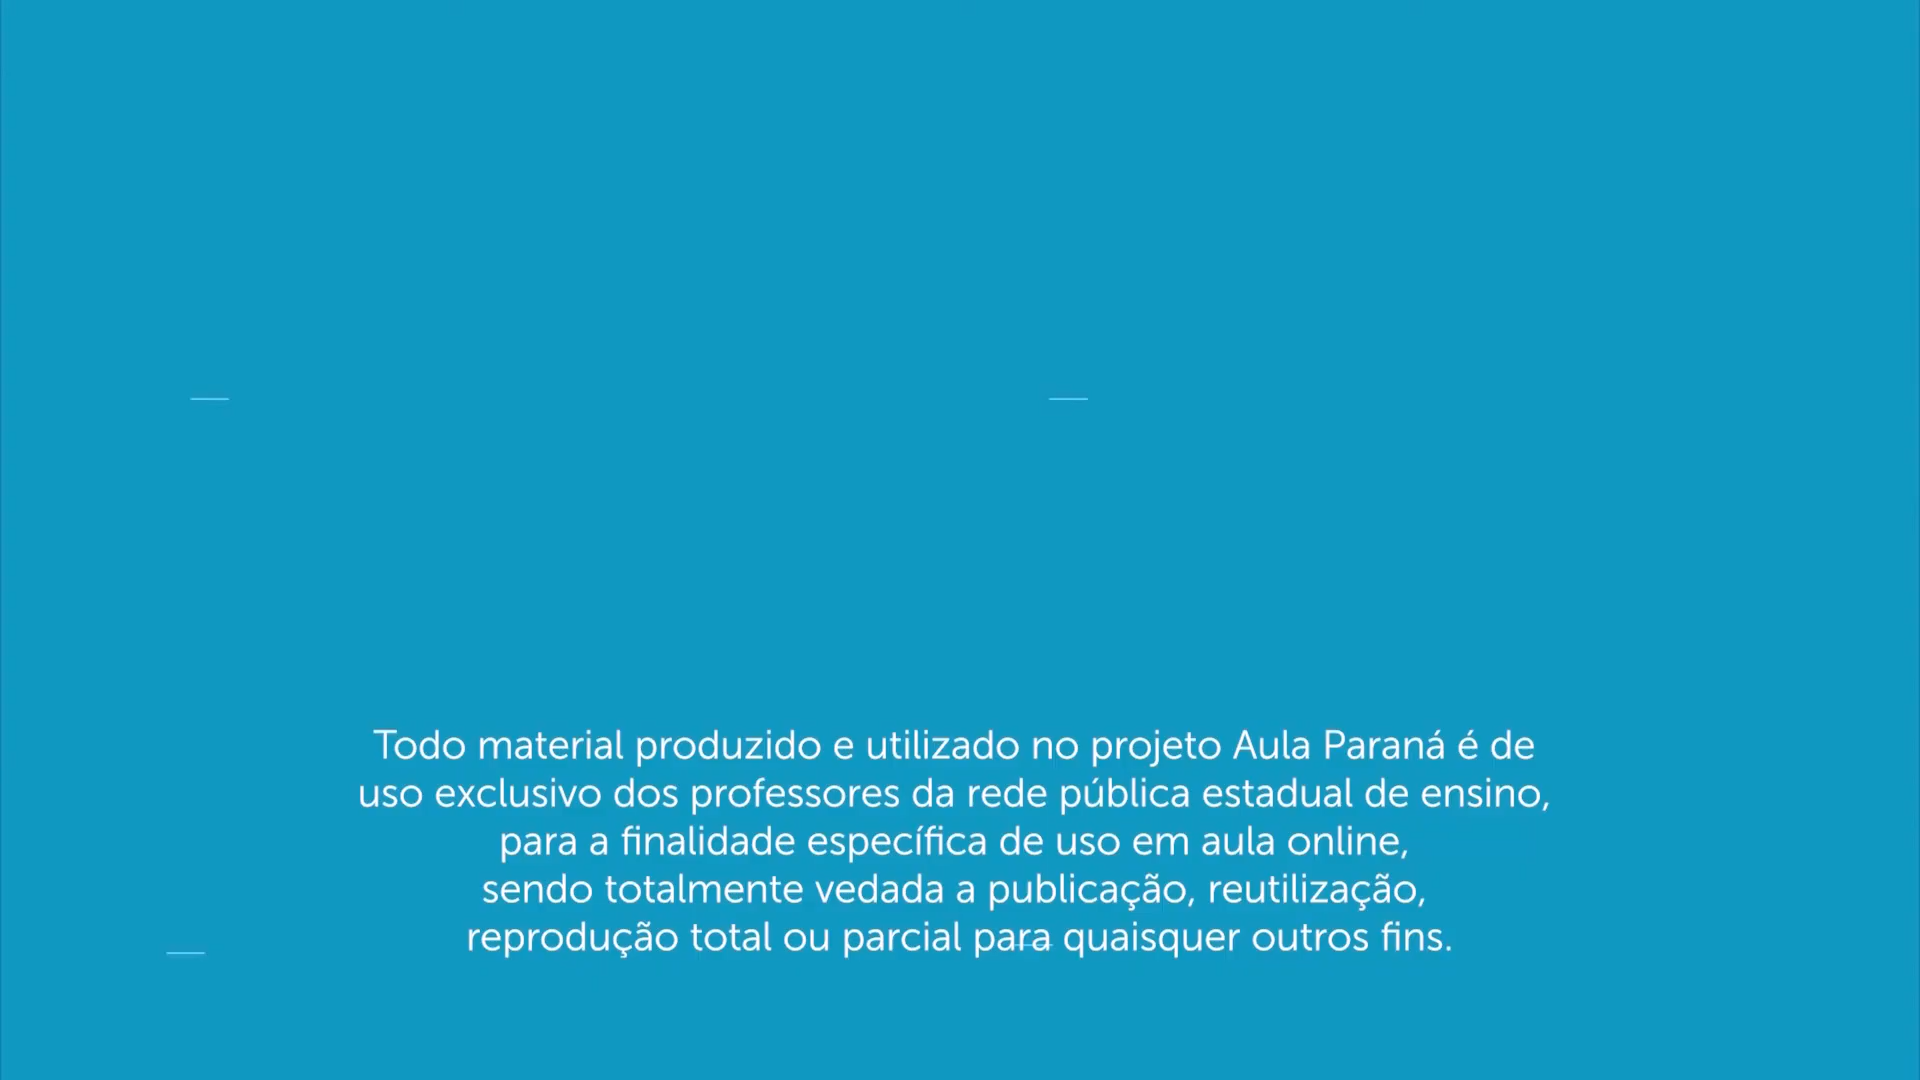 Todo material produzido e utilizado no projeto Aula Paraná é de
uso exclusivo dos professores da rede pública estadual de ensino,
para a finalidade específica de uso em aula online,
sendo totalmente vedada a publicação, reutilização,
reprodução total ou parcial para quaisquer outros fins.